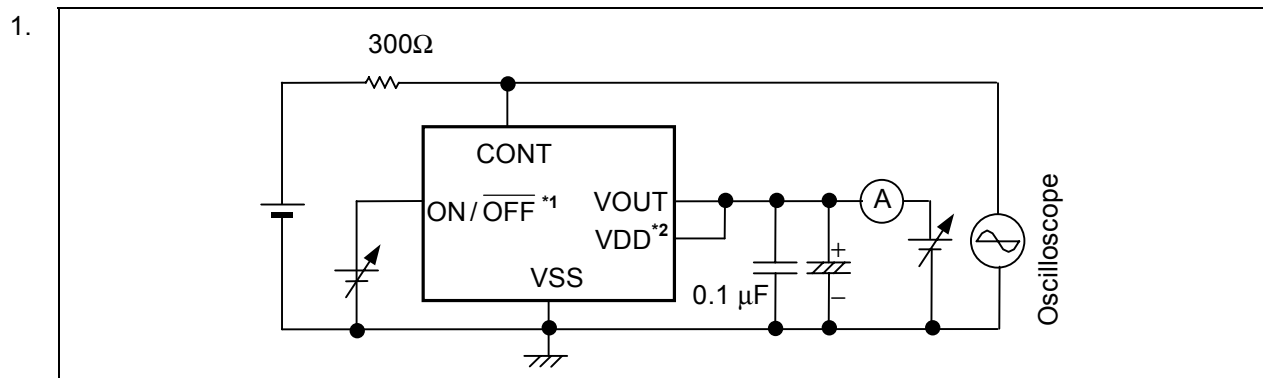 1.
300Ω
CONT
ON / OFF *1
VOUT
VDD*2
VSS
A
+
−
0.1 μF
Oscilloscope